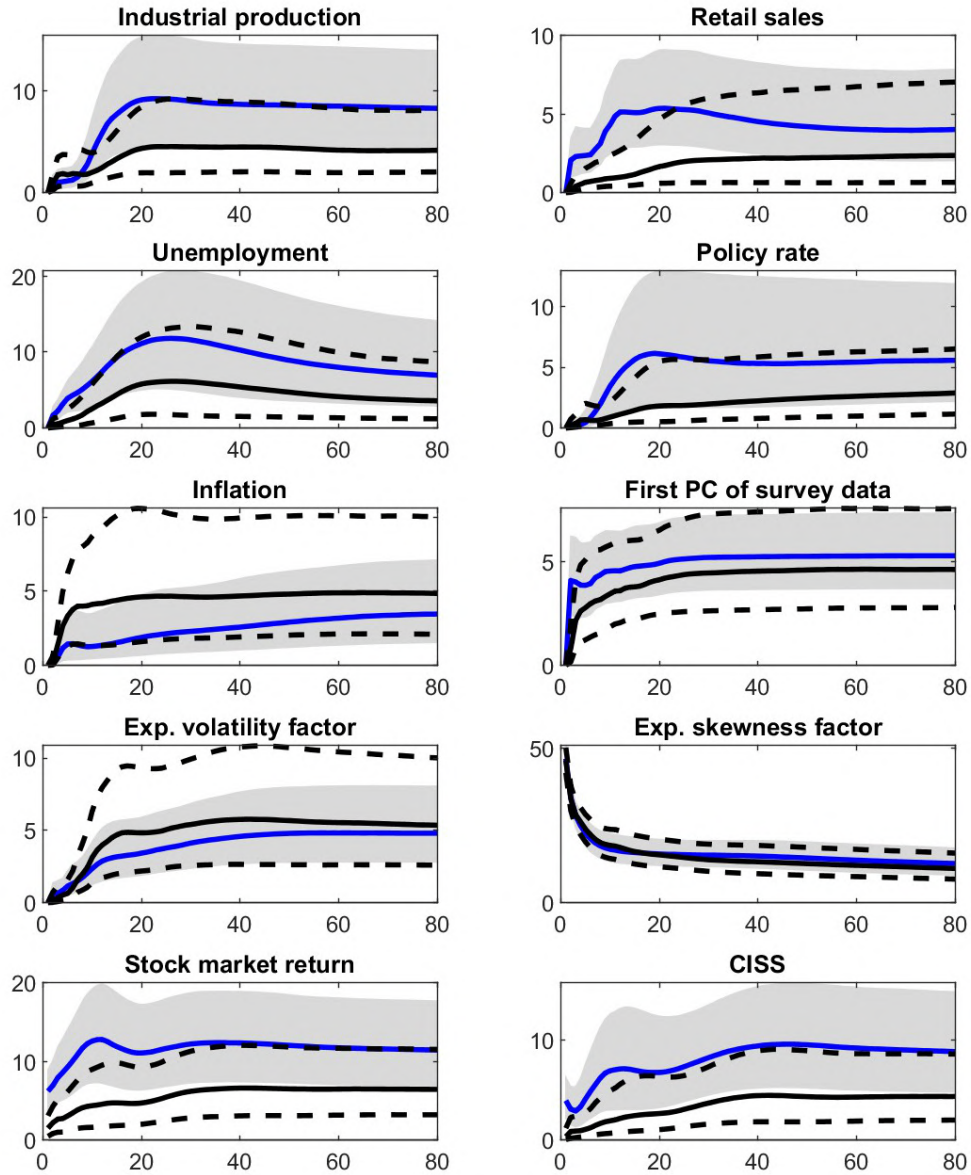 Industrial production
10
0
0 20 40 60 80
Retail sales
10
5
0
0 20 40 60 80
Unemployment
20
10
0
0 20 40 60 80
Policy rate
10
5
0
0 20 40 60 80
Inflation
10
5
0
0 20 40 60 80
First PC of survey data
5
0
0 20 40 60 80
Exp. volatility factor
10
5
0
0 20 40 60 80
Exp. skewness factor
50
0
0 20 40 60 80
Stock market return
20
10
0
0 20 40 60 80
CISS
10
0
0 20 40 60 80